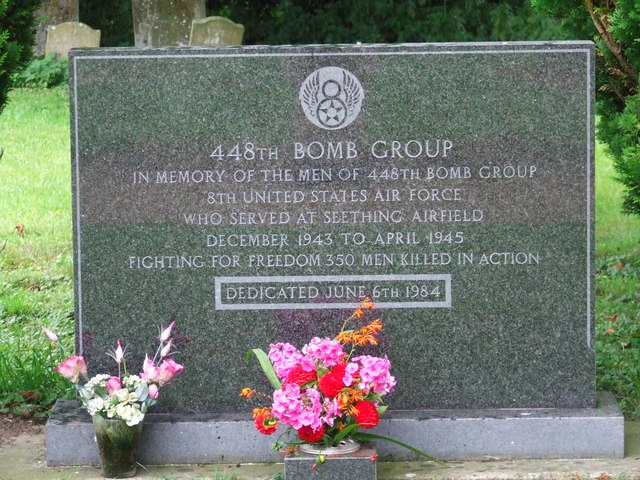 8
448TH BOMB GROUP
IN MEMORY OF THE MEN OF 448TH BOMB GROUP
8TH UNITED STATES AIR FORCE
WHO SERVED AT SEETHING AIRFIELD
DECEMBER 1943 TO APRIL 1945
FIGHTING FOR FREEDOM 350 MEN KILLED IN ACTION
DEDICATED JUNE 6TH 1984